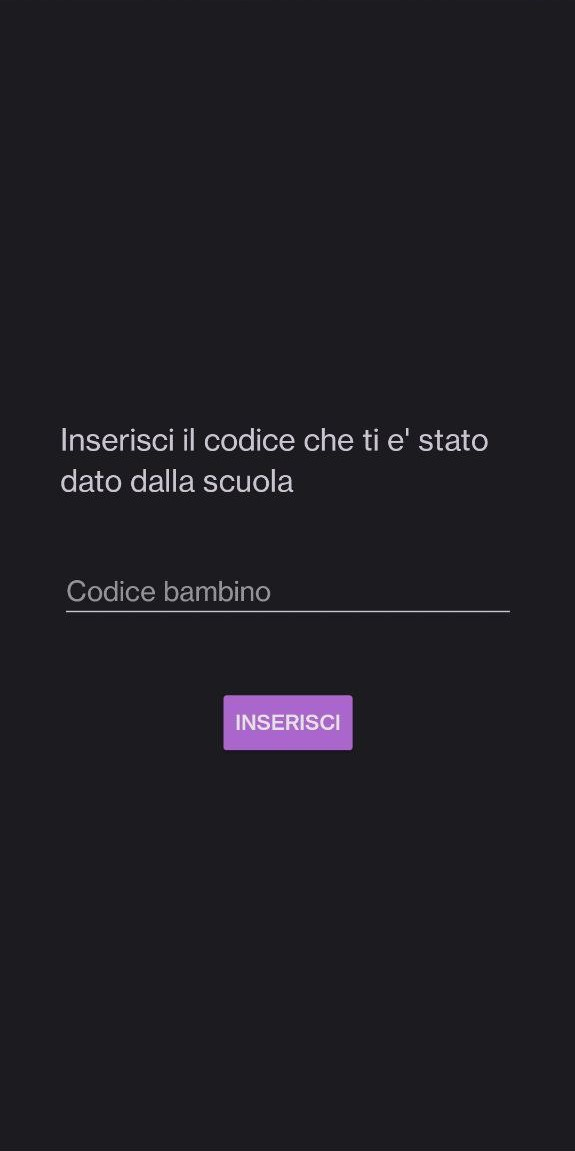 Inserisci il codice che ti e' stato
dato dalla scuola
Codice bambino
INSERISCI